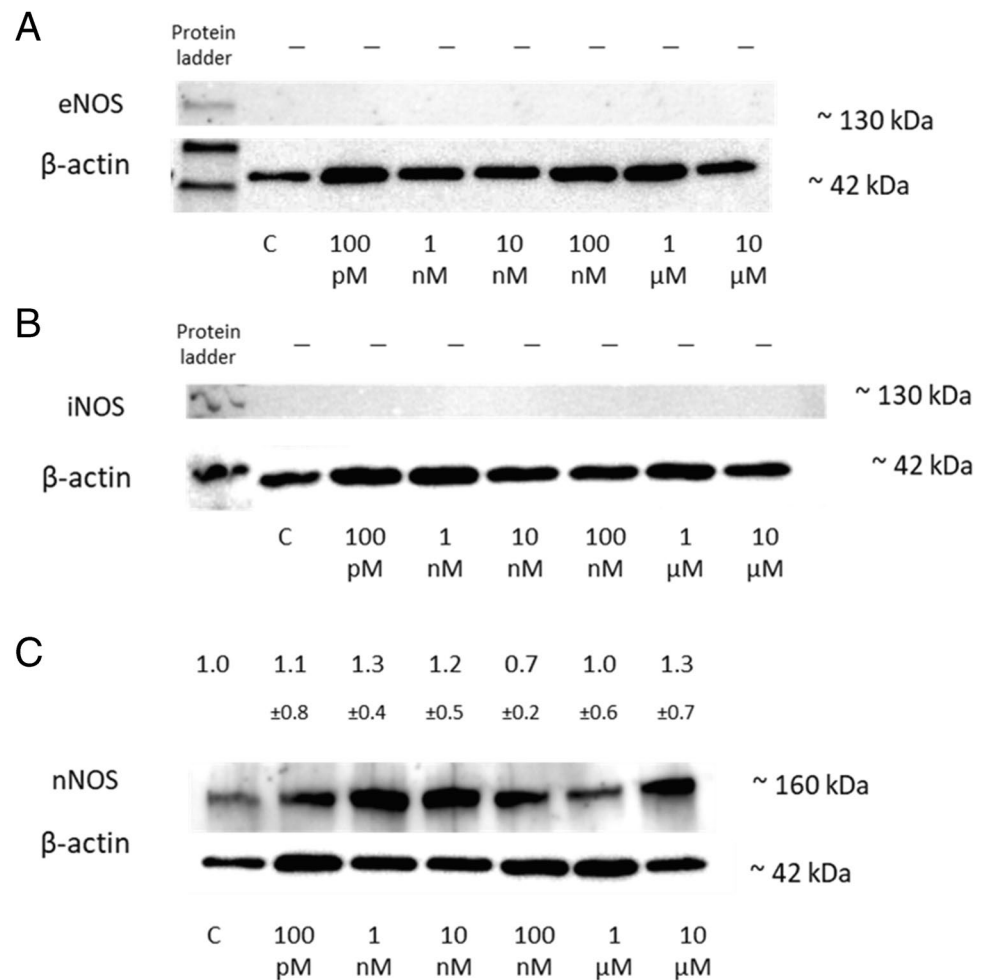 A
Protein
ladder
– – – – – – –
eNOS
~ 130 kDa
β-actin
~ 42 kDa
C 100 1 10 100 1 10
pM nM nM nM µM µM
B
Protein
ladder
– – – – – – –
iNOS
~ 130 kDa
β-actin
~ 42 kDa
C 100 1 10 100 1 10
pM nM nM nM µM µM
C
1.0 1.1 1.3 1.2 0.7 1.0 1.3
±0.8 ±0.4 ±0.5 ±0.2 ±0.6 ±0.7
nNOS
~ 160 kDa
β-actin
~ 42 kDa
C 100 1 10 100 1 10
pM nM nM nM µM µM